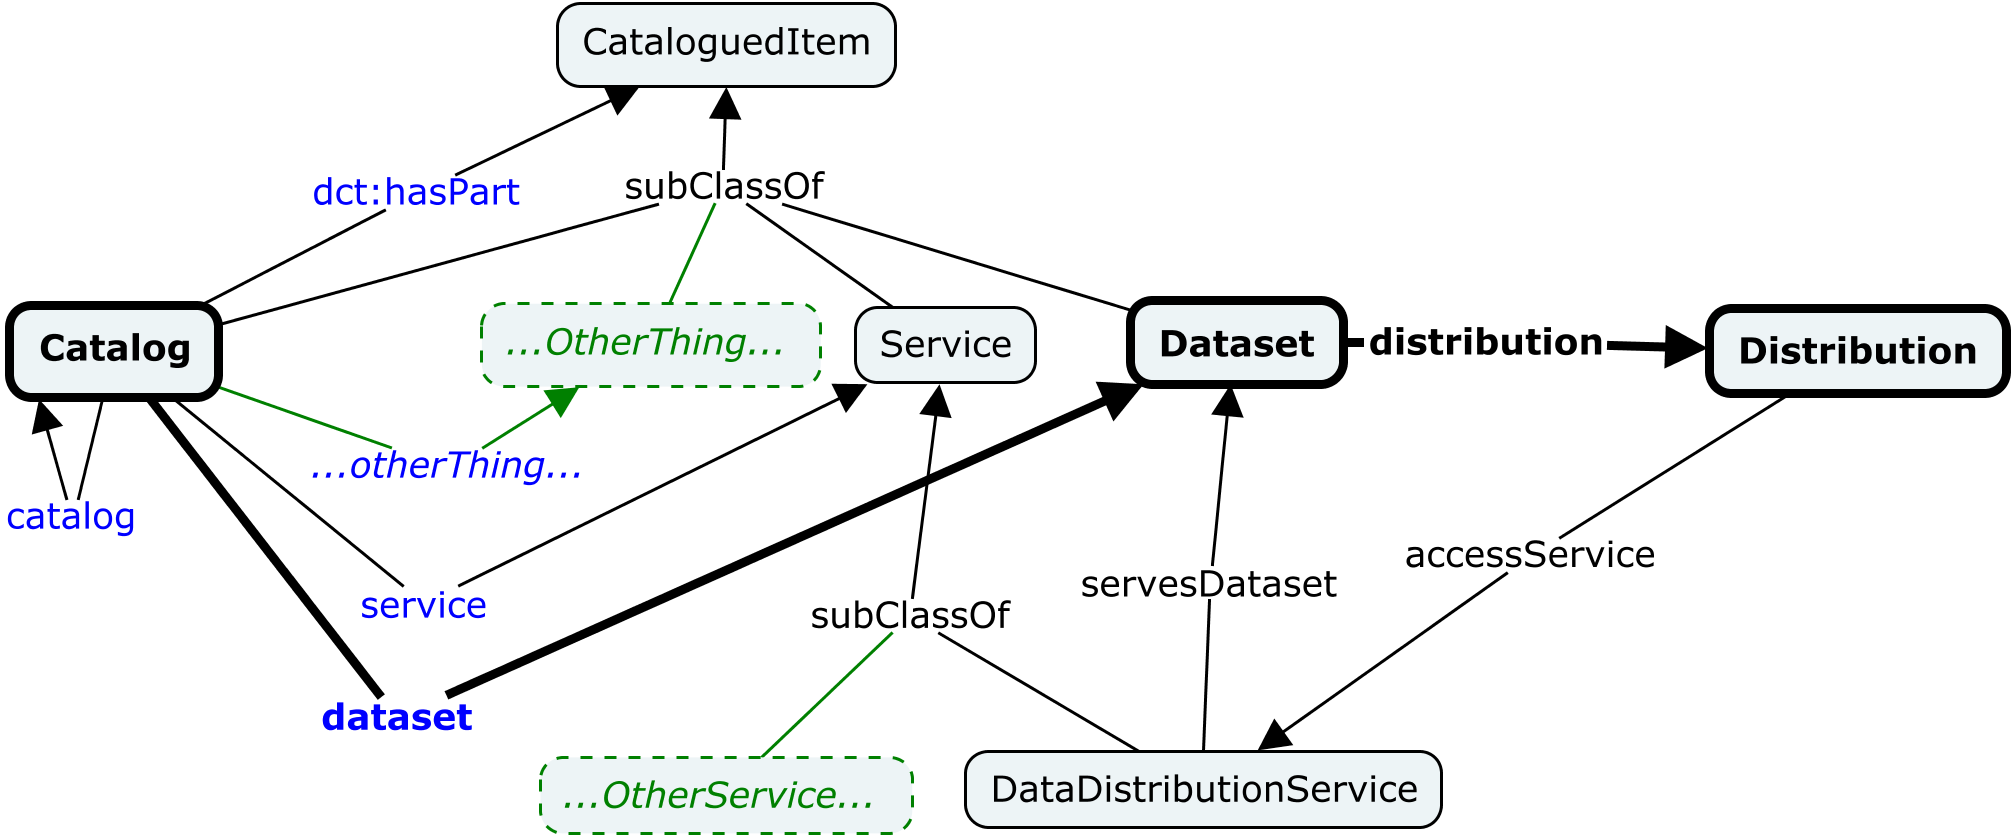 CataloguedItem
dct:hasPart
subClassOf
Catalog
...OtherThing...
Service
Dataset
distribution
Distribution
...otherThing...
catalog
accessService
servesDataset
service
subClassOf
dataset
...OtherService...
DataDistributionService